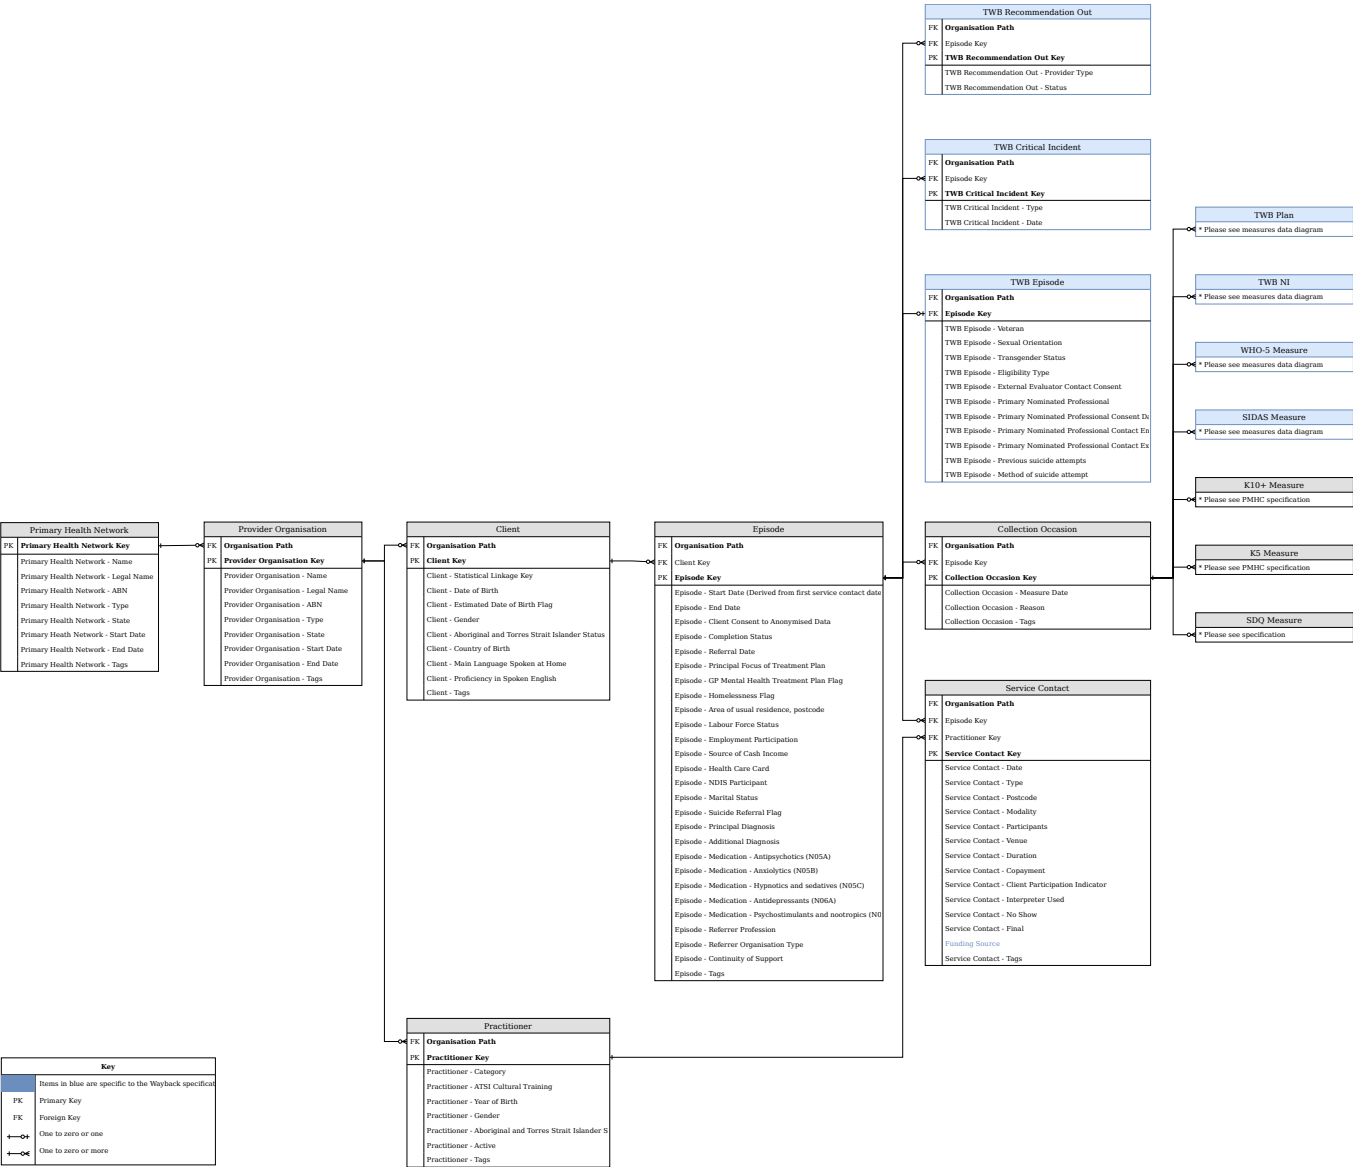 TWB Recommendation Out
FK Organisation Path
FK Episode Key
PK TWB Recommendation Out Key
TWB Recommendation Out - Provider Type
TWB Recommendation Out - Status
TWB Critical Incident
FK Organisation Path
FK Episode Key
PK TWB Critical Incident Key
TWB Critical Incident - Type
TWB Critical Incident - Date
TWB Episode
FK Organisation Path
FK Episode Key
TWB Episode - Veteran
TWB Episode - Sexual Orientation
TWB Episode - Transgender Status
TWB Episode - Eligibility Type
TWB Episode - External Evaluator Contact Consent
TWB Episode - Primary Nominated Professional
TWB Episode - Primary Nominated Professional Consent Da
TWB Episode - Primary Nominated Professional Contact En
TWB Episode - Primary Nominated Professional Contact Ex
TWB Episode - Previous suicide attempts
TWB Episode - Method of suicide attempt
TWB Plan
* Please see measures data diagram
TWB NI
* Please see measures data diagram
WHO-5 Measure
* Please see measures data diagram
SIDAS Measure
* Please see measures data diagram
K10+ Measure
* Please see PMHC specification
K5 Measure
* Please see PMHC specification
SDQ Measure
* Please see specification
Primary Health Network
PK Primary Health Network Key
Primary Health Network - Name
Primary Health Network - Legal Name
Primary Health Network - ABN
Primary Health Network - Type
Primary Health Network - State
Primary Heath Network - Start Date
Primary Health Network - End Date
Primary Health Network - Tags
Provider Organisation
FK Organisation Path
PK Provider Organisation Key
Provider Organisation - Name
Provider Organisation - Legal Name
Provider Organisation - ABN
Provider Organisation - Type
Provider Organisation - State
Provider Organisation - Start Date
Provider Organisation - End Date
Provider Organisation - Tags
Client
FK Organisation Path
PK Client Key
Client - Statistical Linkage Key
Client - Date of Birth
Client - Estimated Date of Birth Flag
Client - Gender
Client - Aboriginal and Torres Strait Islander Status
Client - Country of Birth
Client - Main Language Spoken at Home
Client - Proficiency in Spoken English
Client - Tags
Episode
FK Organisation Path
FK Client Key
PK Episode Key
Episode - Start Date (Derived from first service contact date
Episode - End Date
Episode - Client Consent to Anonymised Data
Episode - Completion Status
Episode - Referral Date
Episode - Principal Focus of Treatment Plan
Episode - GP Mental Health Treatment Plan Flag
Episode - Homelessness Flag
Episode - Area of usual residence, postcode
Episode - Labour Force Status
Episode - Employment Participation
Episode - Source of Cash Income
Episode - Health Care Card
Episode - NDIS Participant
Episode - Marital Status
Episode - Suicide Referral Flag
Episode - Principal Diagnosis
Episode - Additional Diagnosis
Episode - Medication - Antipsychotics (N05A)
Episode - Medication - Anxiolytics (N05B)
Episode - Medication - Hypnotics and sedatives (N05C)
Episode - Medication - Antidepressants (N06A)
Episode - Medication - Psychostimulants and nootropics (N0
Episode - Referrer Profession
Episode - Referrer Organisation Type
Episode - Continuity of Support
Episode - Tags
Collection Occasion
FK Organisation Path
FK Episode Key
PK Collection Occasion Key
Collection Occasion - Measure Date
Collection Occasion - Reason
Collection Occasion - Tags
Service Contact
FK Organisation Path
FK Episode Key
FK Practitioner Key
PK Service Contact Key
Service Contact - Date
Service Contact - Type
Service Contact - Postcode
Service Contact - Modality
Service Contact - Participants
Service Contact - Venue
Service Contact - Duration
Service Contact - Copayment
Service Contact - Client Participation Indicator
Service Contact - Interpreter Used
Service Contact - No Show
Service Contact - Final
Funding Source
Service Contact - Tags
Practitioner
FK Organisation Path
PK Practitioner Key
Practitioner - Category
Practitioner - ATSI Cultural Training
Practitioner - Year of Birth
Practitioner - Gender
Practitioner - Aboriginal and Torres Strait Islander S
Practitioner - Active
Practitioner - Tags
Key
Items in blue are specific to the Wayback specificat
PK Primary Key
FK Foreign Key
One to zero or one
One to zero or more